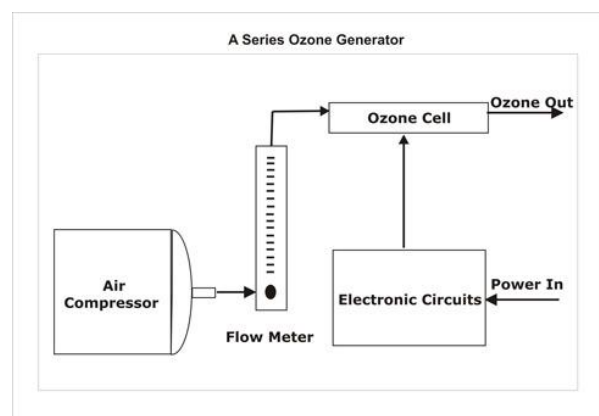 A Series Ozone Generator
Ozone Out
Ozone Cell
Air
Compressor
Flow Meter
Electronic Circuits
Power In